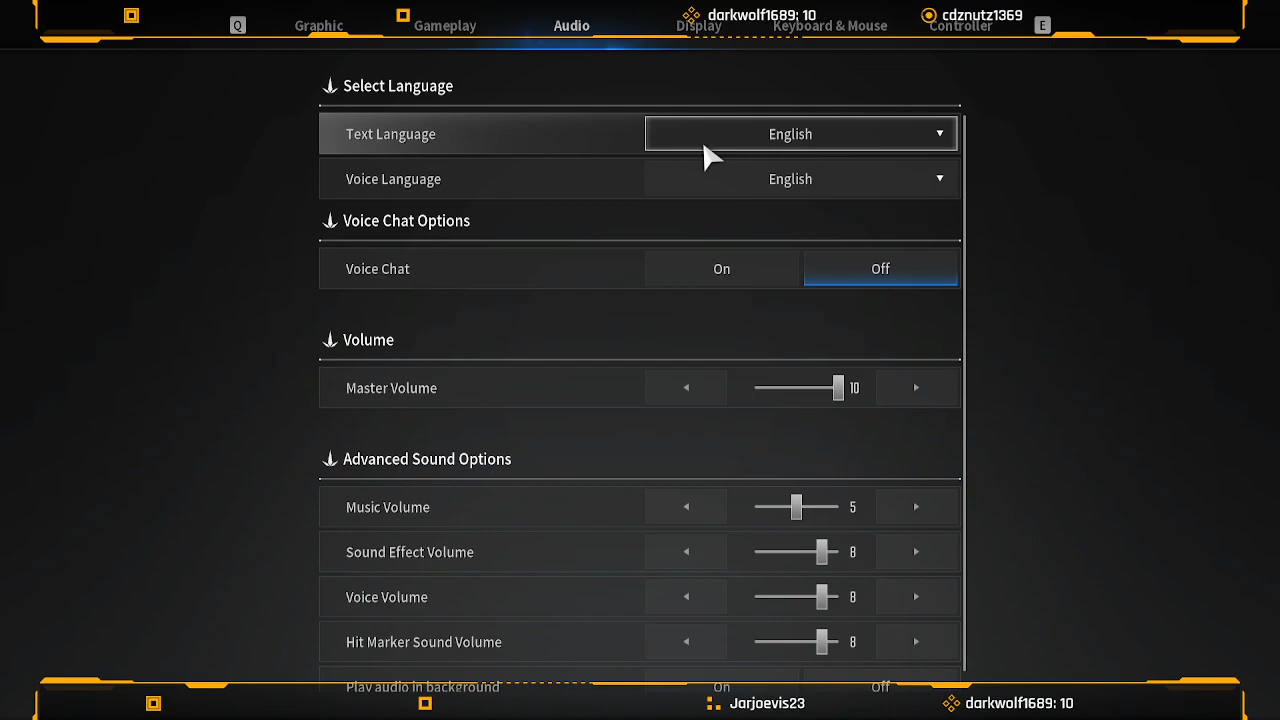 darkwolf1689: 10
cdznutz1369
Q Graphic Gameplay Audio Display Keyboard & Mouse Controller E
Select Language
Text Language English
Voice Language English
Voice Chat Options
Voice Chat On Off
Volume
Master Volume 10
Advanced Sound Options
Music Volume 5
Sound Effect Volume 8
Voice Volume 8
Hit Marker Sound Volume 8
Play audio in background On Off
Jarjoevis23
darkwolf1689: 10